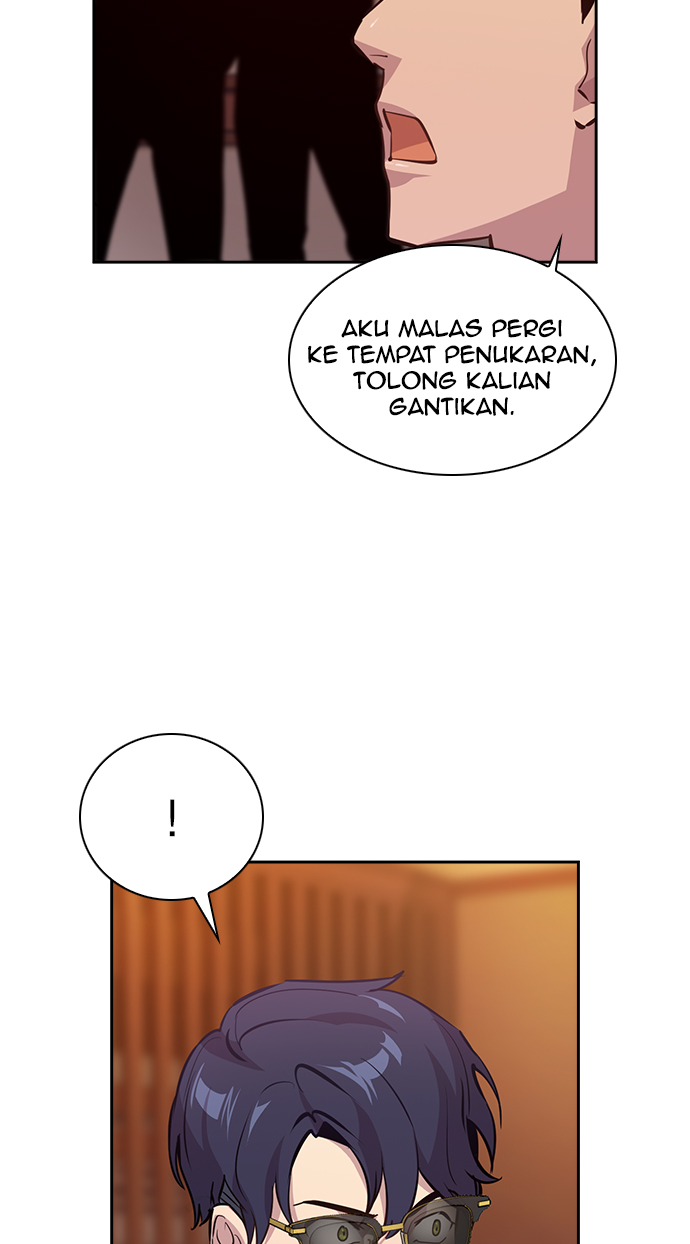 AKU MALAS PERGI
KE TEMPAT PENUKARAN,
TOLONG KALIAN
GANTIKAN.
!